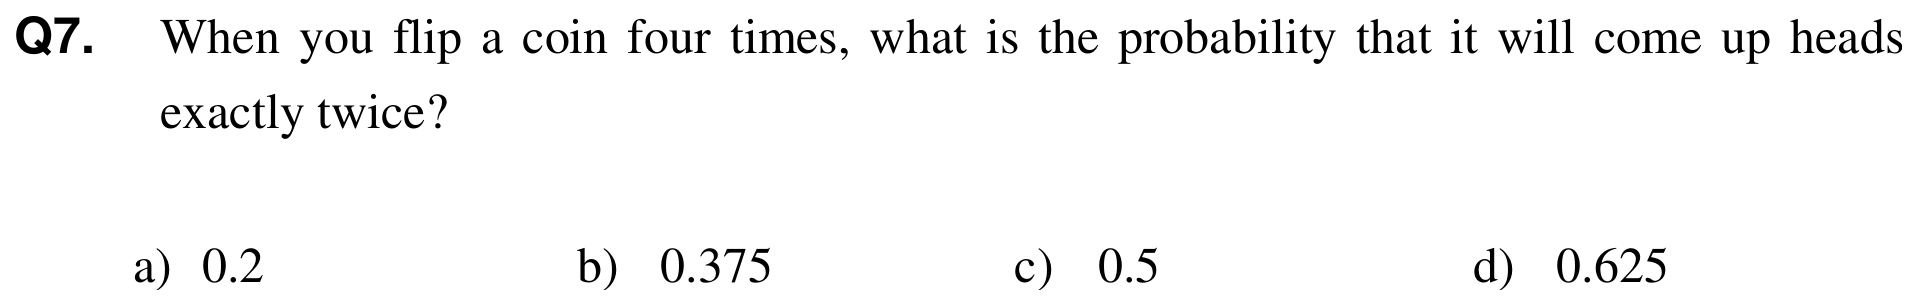 Q7. When you flip a coin four times, what is the probability that it will come up heads
exactly twice?
a) 0.2 b) 0.375 c) 0.5 d) 0.625